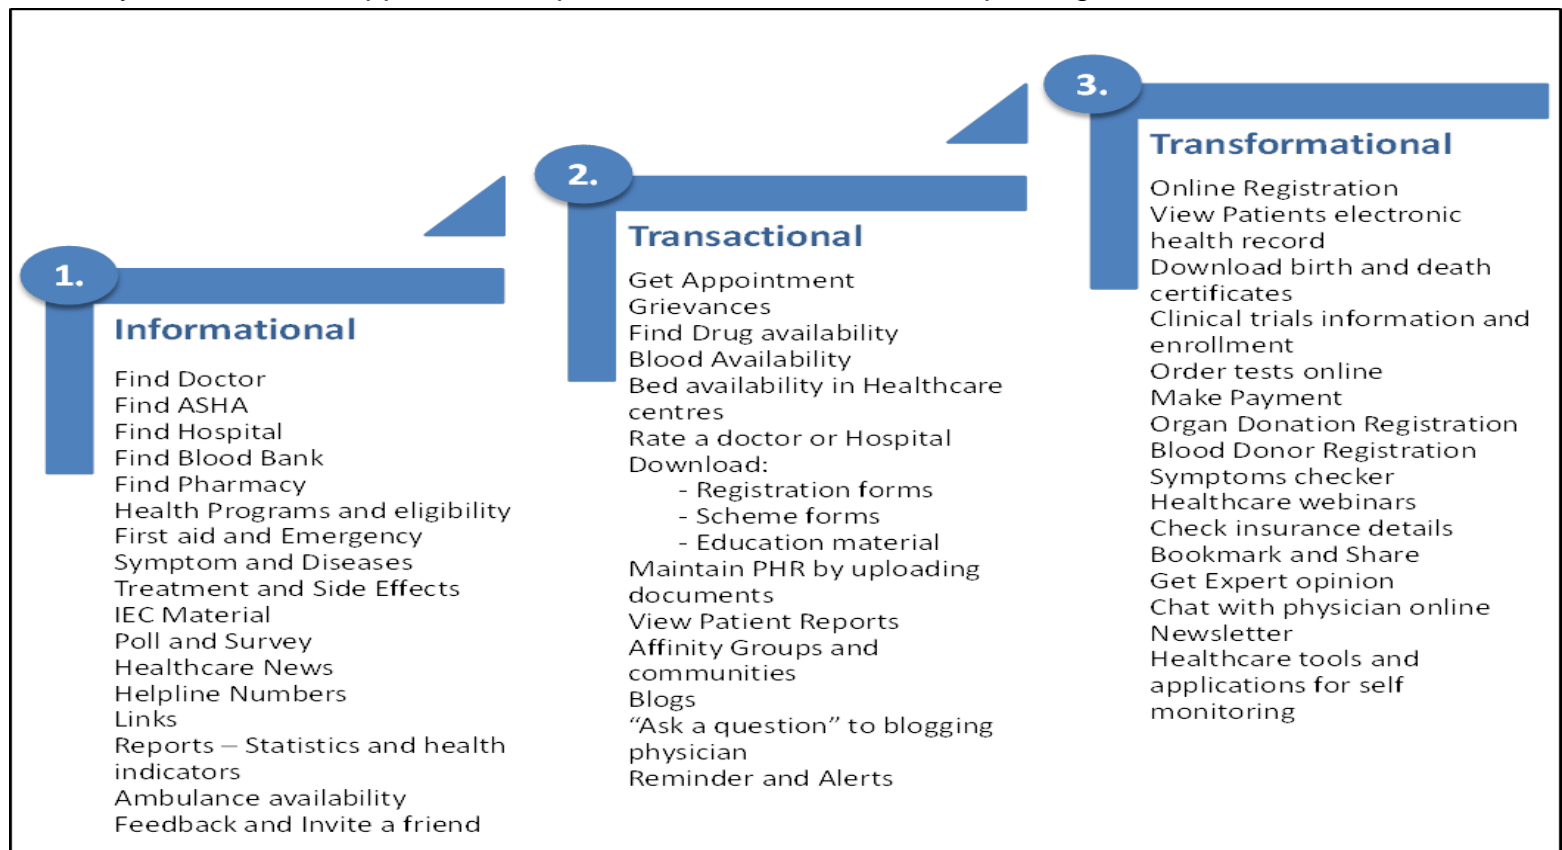 1.
Informational
Find Doctor
Find ASHA
Find Hospital
Find Blood Bank
Find Pharmacy
Health Programs and eligibility
First aid and Emergency
Symptom and Diseases
Treatment and Side Effects
IEC Material
Poll and Survey
Healthcare News
Helpline Numbers
Links
Reports – Statistics and health
indicators
Ambulance availability
Feedback and Invite a friend
2.
Transactional
Get Appointment
Grievances
Find Drug availability
Blood Availability
Bed availability in Healthcare
centres
Rate a doctor or Hospital
Download:
- Registration forms
- Scheme forms
- Education material
Maintain PHR by uploading
documents
View Patient Reports
Affinity Groups and
communities
Blogs
“Ask a question” to blogging
physician
Reminder and Alerts
3.
Transformational
Online Registration
View Patients electronic
health record
Download birth and death
certificates
Clinical trials information and
enrollment
Order tests online
Make Payment
Organ Donation Registration
Blood Donor Registration
Symptoms checker
Healthcare webinars
Check insurance details
Bookmark and Share
Get Expert opinion
Chat with physician online
Newsletter
Healthcare tools and
applications for self
monitoring